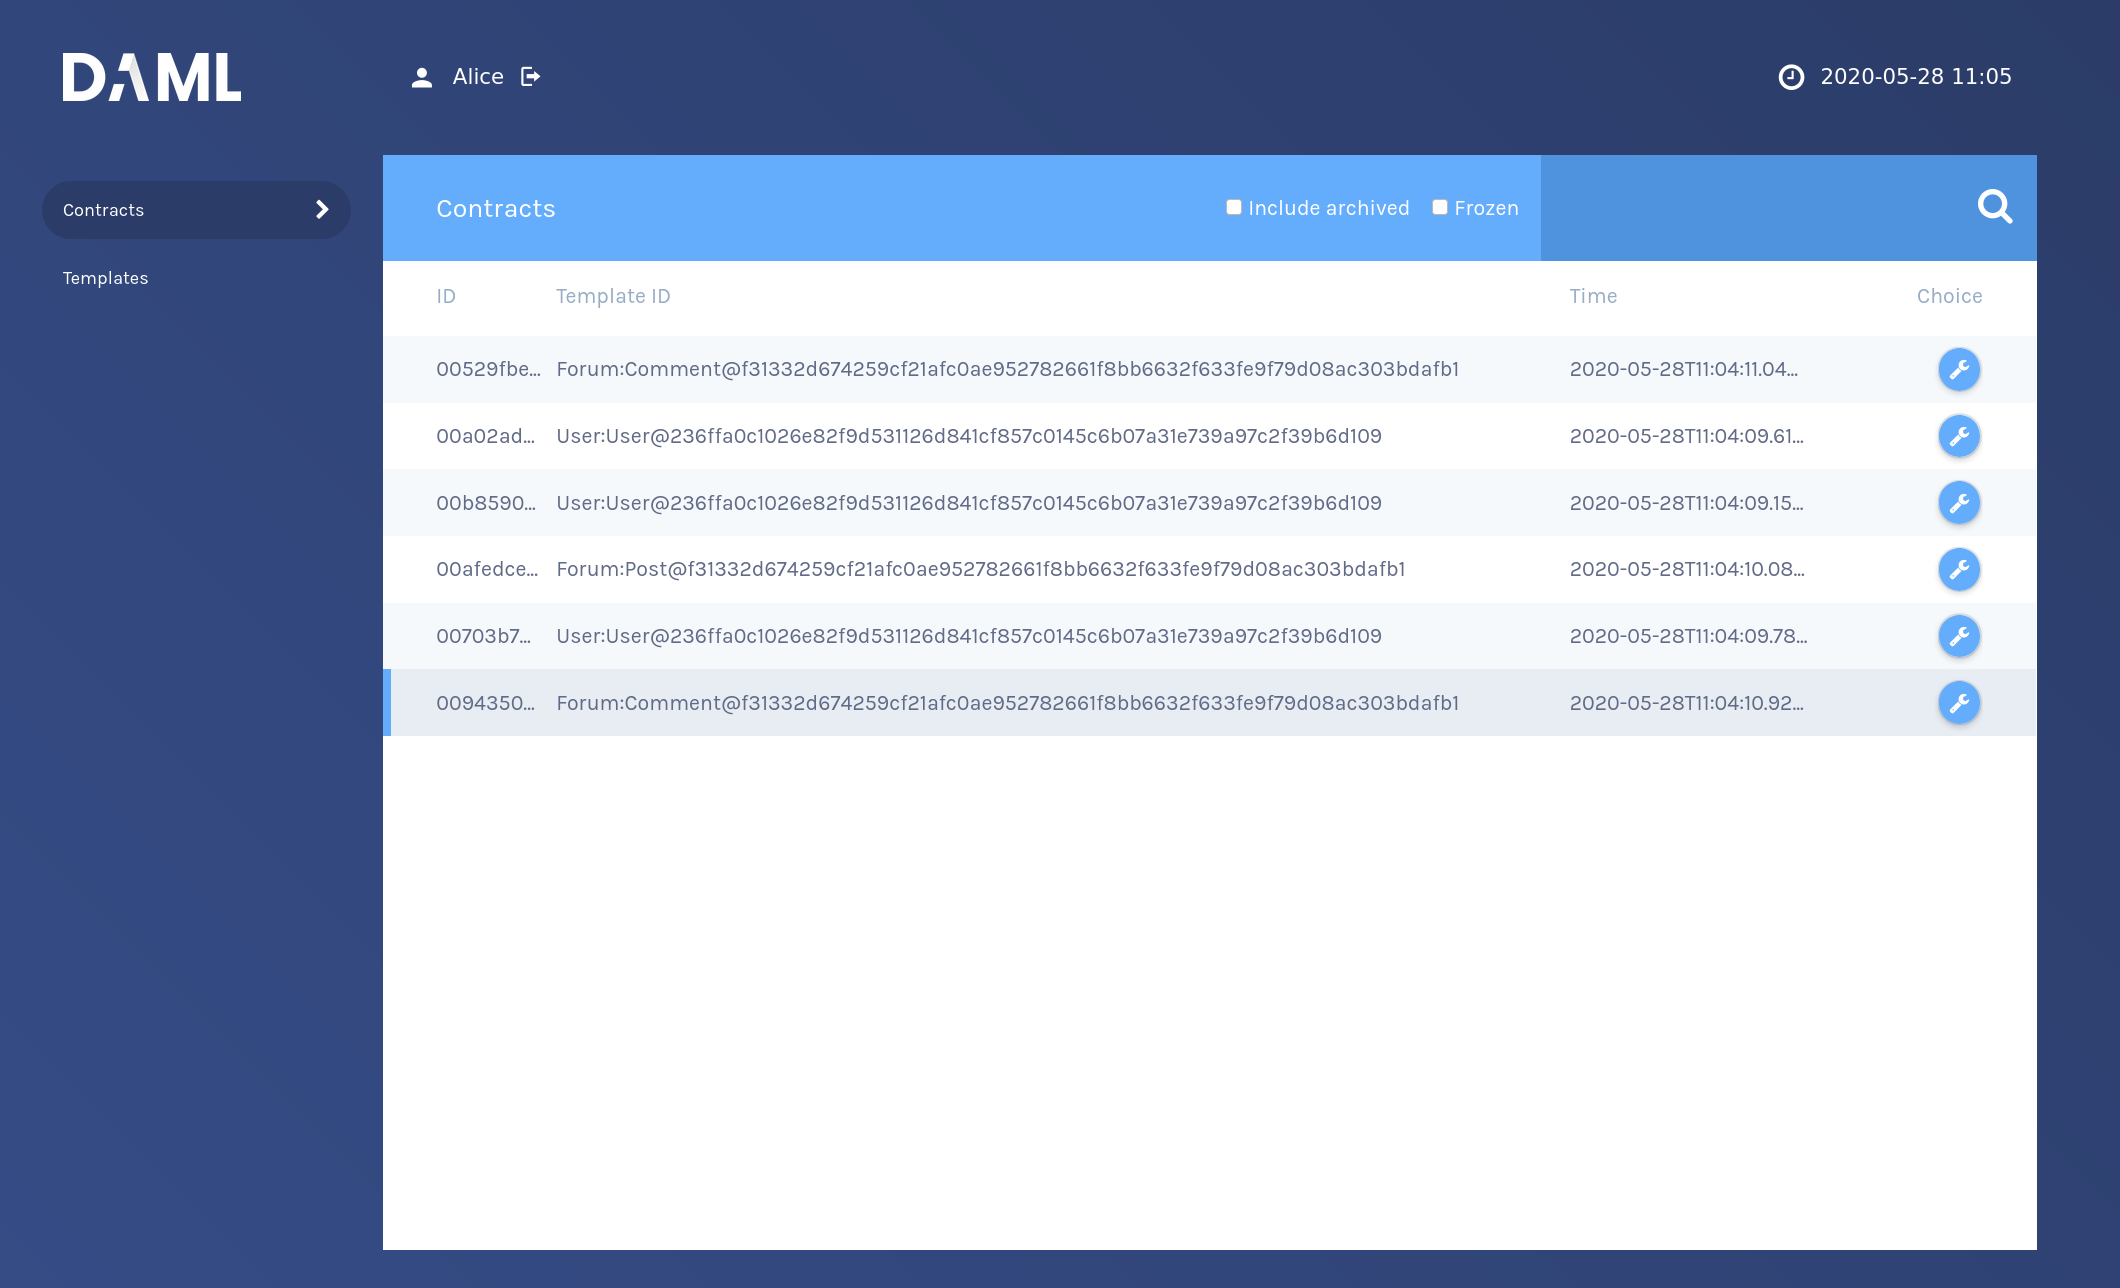 DAML
Alice
2020-05-28 11:05
Contracts
Templates
Contracts
Include archived
Frozen
ID Template ID Time Choice
00529fbe... Forum:Comment@f31332d674259cf21afc0ae952782661f8bb6632f633fe9f79d08ac303bdafb1 2020-05-28T11:04:11.04...
00a02ad... User:User@236ffa0c1026e82f9d531126d841cf857c0145c6b07a31e739a97c2f39b6d109 2020-05-28T11:04:09.61...
00b8590... User:User@236ffa0c1026e82f9d531126d841cf857c0145c6b07a31e739a97c2f39b6d109 2020-05-28T11:04:09.15...
00afedce... Forum:Post@f31332d674259cf21afc0ae952782661f8bb6632f633fe9f79d08ac303bdafb1 2020-05-28T11:04:10.08...
00703b7... User:User@236ffa0c1026e82f9d531126d841cf857c0145c6b07a31e739a97c2f39b6d109 2020-05-28T11:04:09.78...
0094350... Forum:Comment@f31332d674259cf21afc0ae952782661f8bb6632f633fe9f79d08ac303bdafb1 2020-05-28T11:04:10.92...